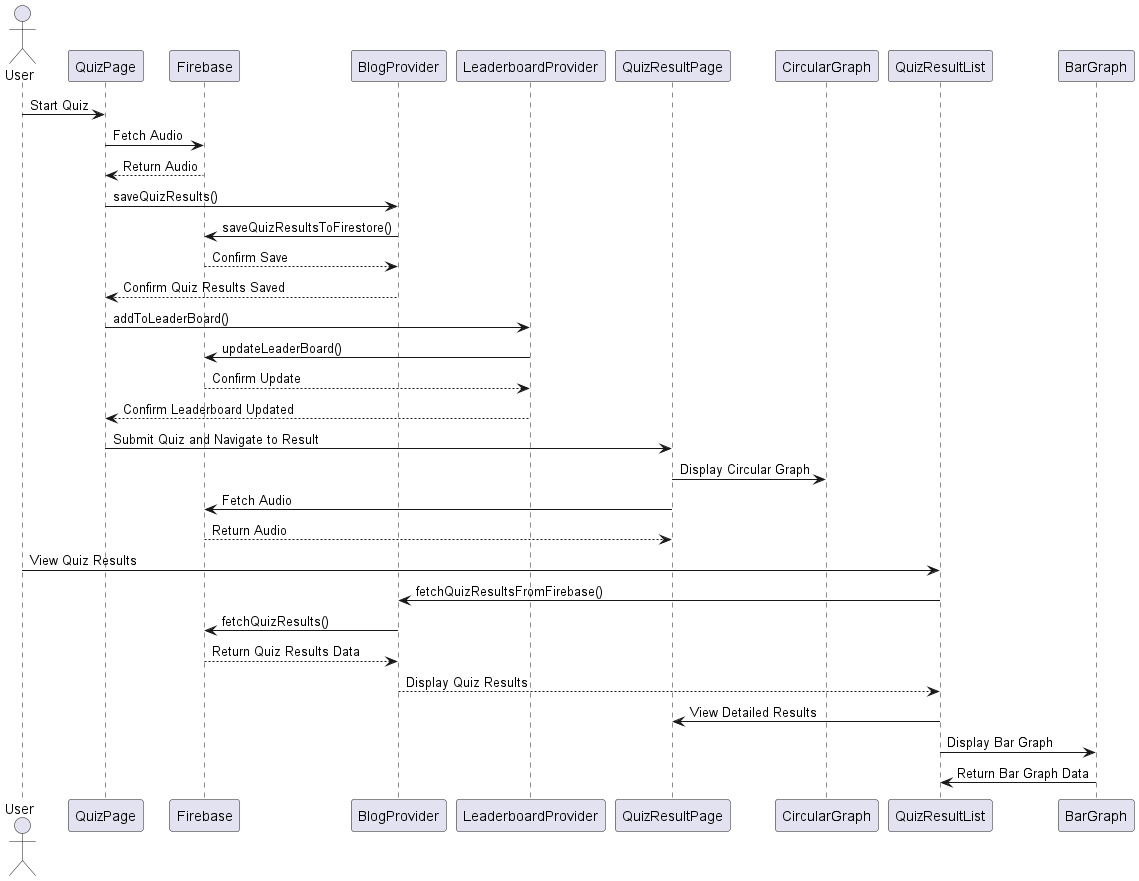 User
QuizPage
Firebase
BlogProvider
LeaderboardProvider
QuizResultPage
CircularGraph
QuizResultList
BarGraph
Start Quiz
Fetch Audio
Return Audio
saveQuizResults()
saveQuizResultsToFirestore()
Confirm Save
Confirm Quiz Results Saved
addToLeaderBoard()
updateLeaderBoard()
Confirm Update
Confirm Leaderboard Updated
Submit Quiz and Navigate to Result
Display Circular Graph
Fetch Audio
Return Audio
View Quiz Results
fetchQuizResultsFromFirebase()
fetchQuizResults()
Return Quiz Results Data
Display Quiz Results
View Detailed Results
Display Bar Graph
Return Bar Graph Data
User
QuizPage
Firebase
BlogProvider
LeaderboardProvider
QuizResultPage
CircularGraph
QuizResultList
BarGraph